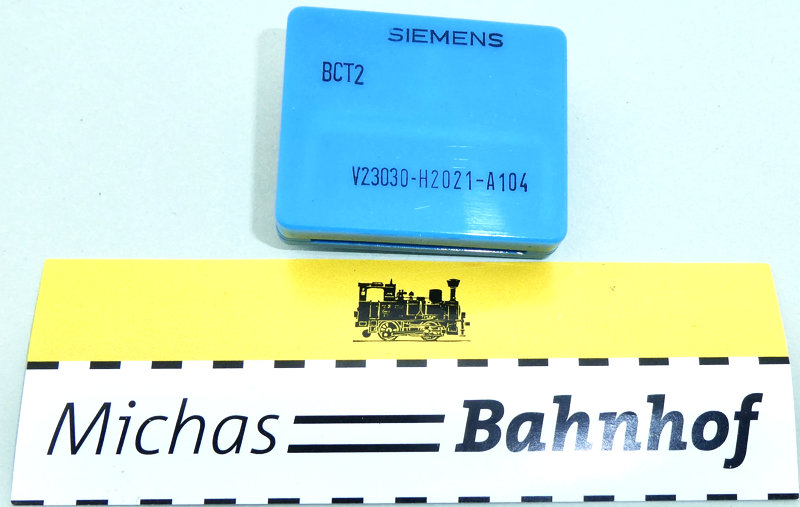 SIEMENS
BCT2
V23030-H2021-A104
Michas Bahnhof